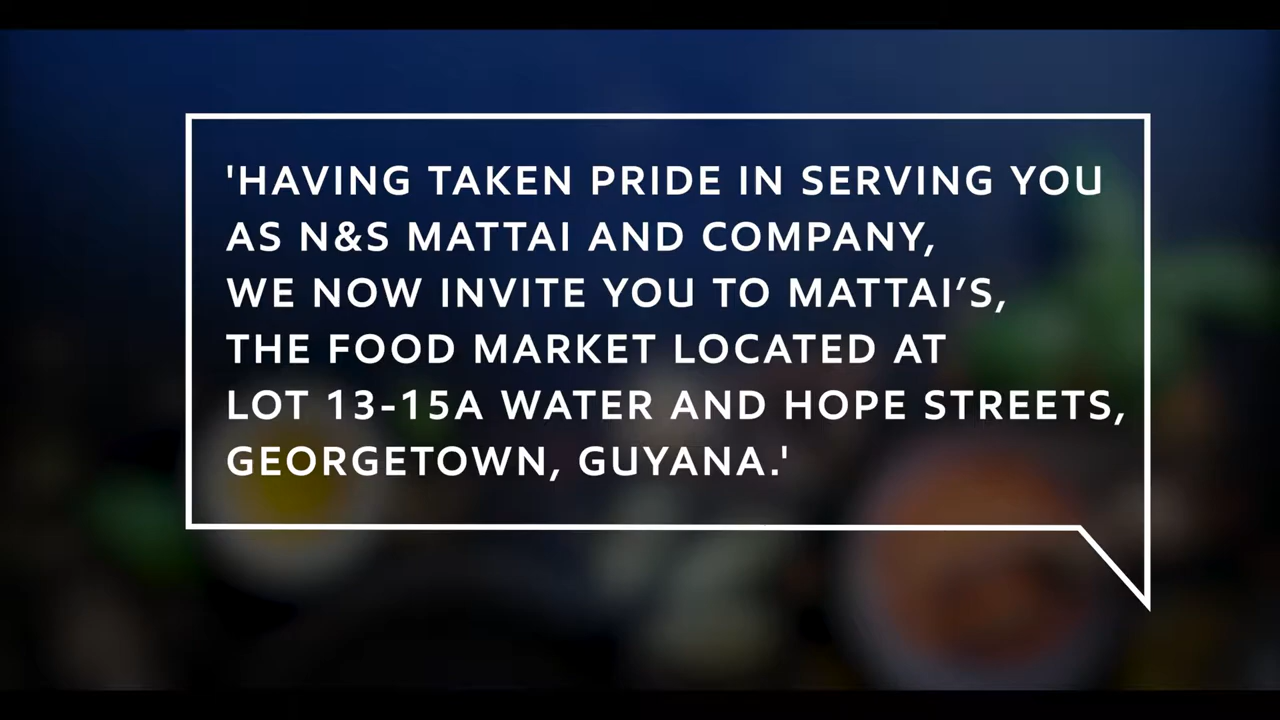 'HAVING TAKEN PRIDE IN SERVING YOU
AS N&S MATTAI AND COMPANY,
WE NOW INVITE YOU TO MATTAI’S,
THE FOOD MARKET LOCATED AT
LOT 13-15A WATER AND HOPE STREETS,
GEORGETOWN, GUYANA.'